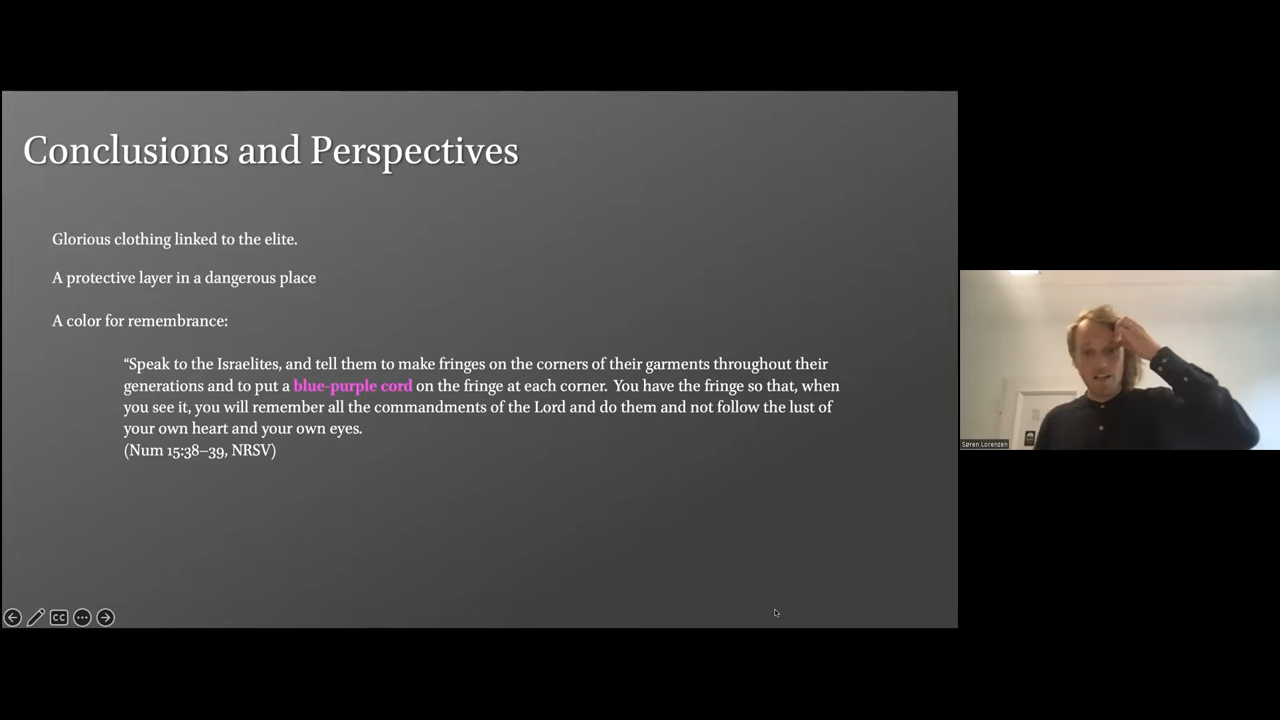 Conclusions and Perspectives
Glorious clothing linked to the elite.
A protective layer in a dangerous place
A color for remembrance:
“Speak to the Israelites, and tell them to make fringes on the corners of their garments throughout their
generations and to put a blue-purple cord on the fringe at each corner. You have the fringe so that, when
you see it, you will remember all the commandments of the Lord and do them and not follow the lust of
your own heart and your own eyes.
(Num 15:38–39, NRSV)
CC
Søren Lorenzen